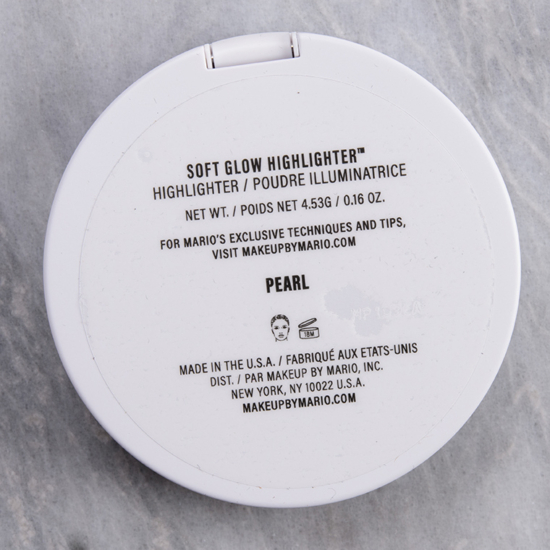 SOFT GLOW HIGHLIGHTER™
HIGHLIGHTER / POUDRE ILLUMINATRICE
NET WT. / POIDS NET 4.53G / 0.16 OZ.
FOR MARIO'S EXCLUSIVE TECHNIQUES AND TIPS,
VISIT MAKEUPBYMARIO.COM
PEARL
18M
MADE IN THE U.S.A. / FABRIQUÉ AUX ETATS-UNIS
DIST. / PAR MAKEUP BY MARIO, INC.
NEW YORK, NY 10022 U.S.A.
MAKEUPBYMARIO.COM